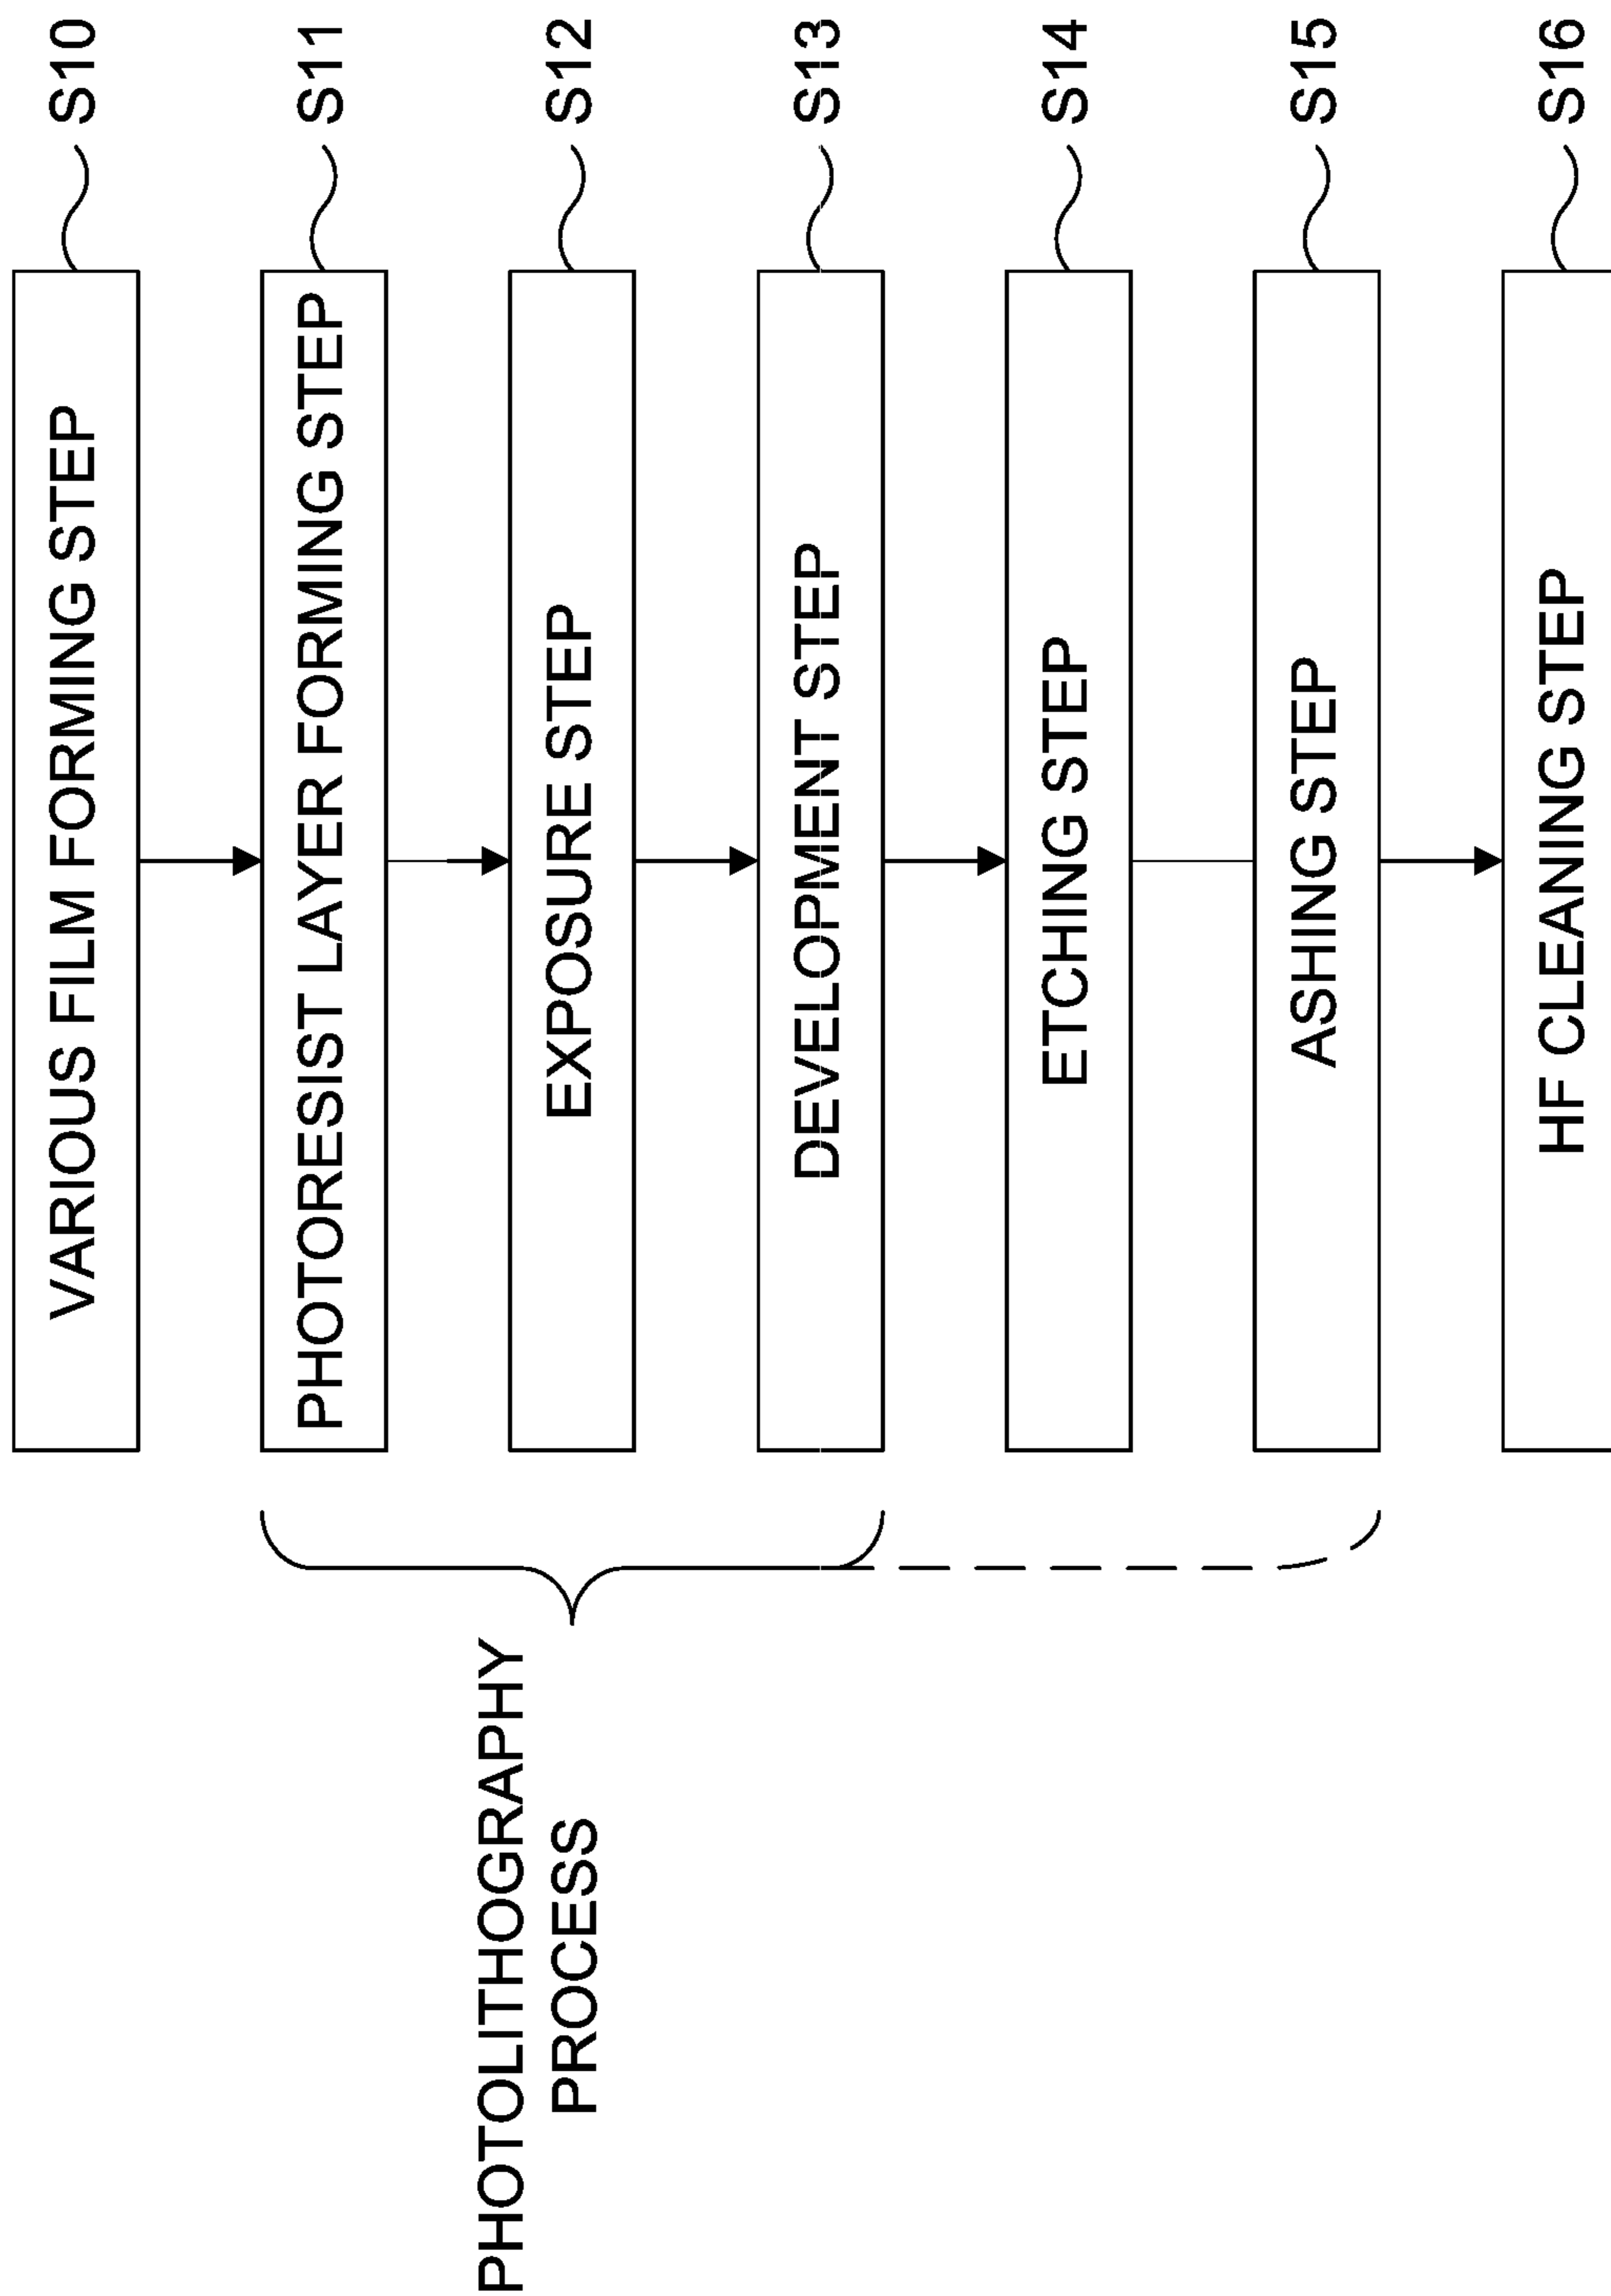 VARIOUS FILM FORMING STEP
S10
PHOTORESIST LAYER FORMING STEP
S11
PHOTOLITHOGRAPHY
PROCESS
EXPOSURE STEP
S12
DEVELOPMENT STEP
S13
ETCHING STEP
S14
ASHING STEP
S15
HF CLEANING STEP
S16